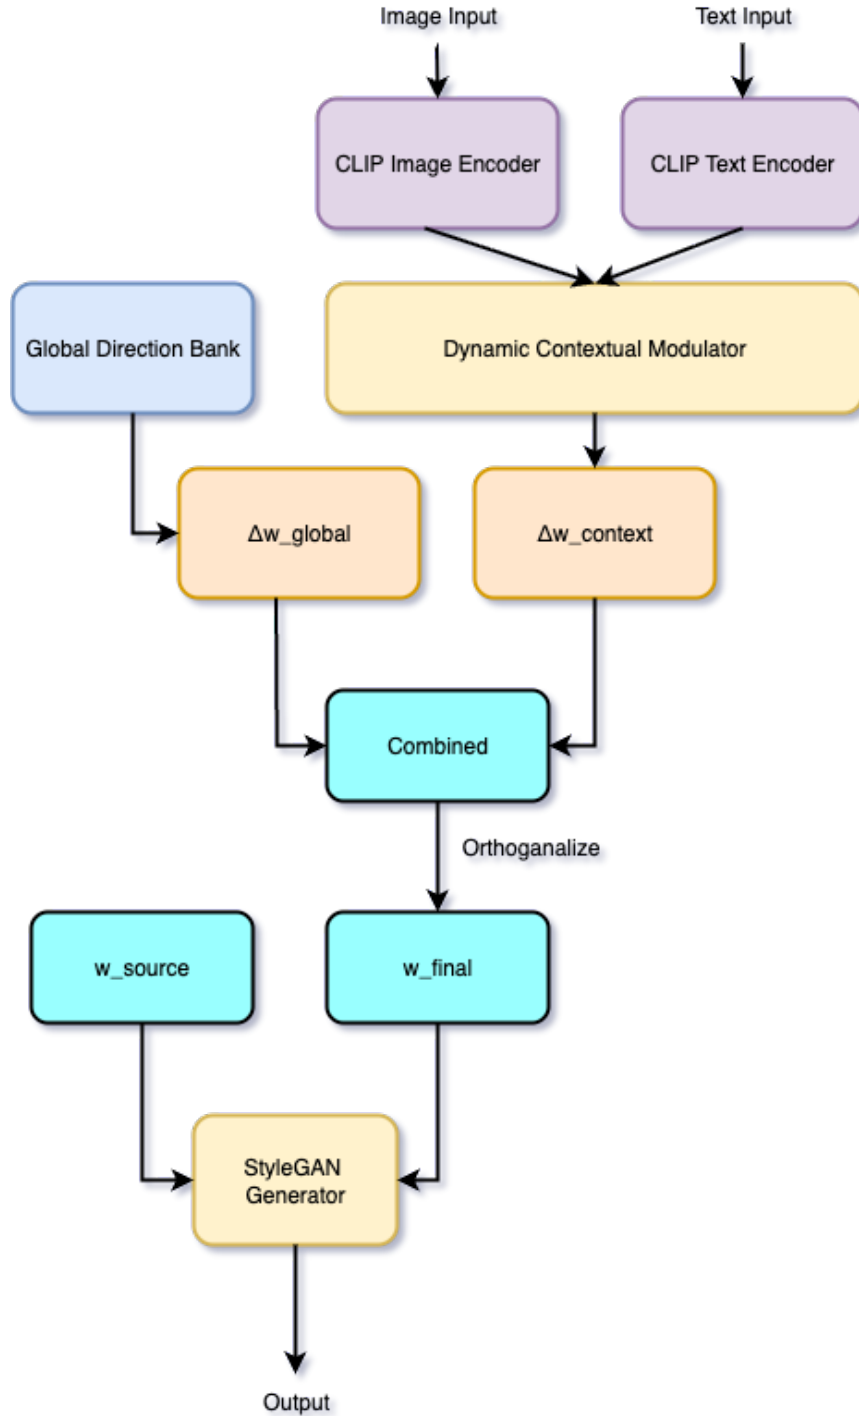 Image Input
Text Input
CLIP Image Encoder
CLIP Text Encoder
Global Direction Bank
Dynamic Contextual Modulator
Δw_global
Δw_context
Combined
Orthoganalize
w_source
w_final
StyleGAN
Generator
Output